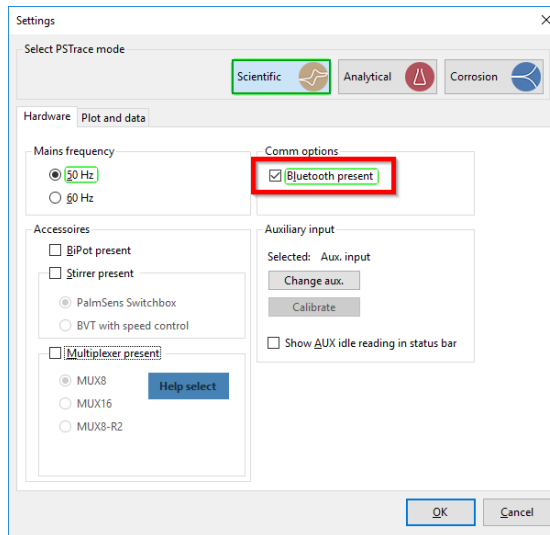 Settings
Select PSTrace mode
Scientific
Analytical
Corrosion
Hardware
Plot and data
Mains frequency
50 Hz
60 Hz
Comm options
Bluetooth present
Accessoires
BiPot present
Stirrer present
PalmSens Switchbox
BVT with speed control
Multiplexer present
MUX8
MUX16
MUX8-R2
Help select
Auxiliary input
Selected: Aux. input
Change aux.
Calibrate
Show AUX idle reading in status bar
OK
Cancel